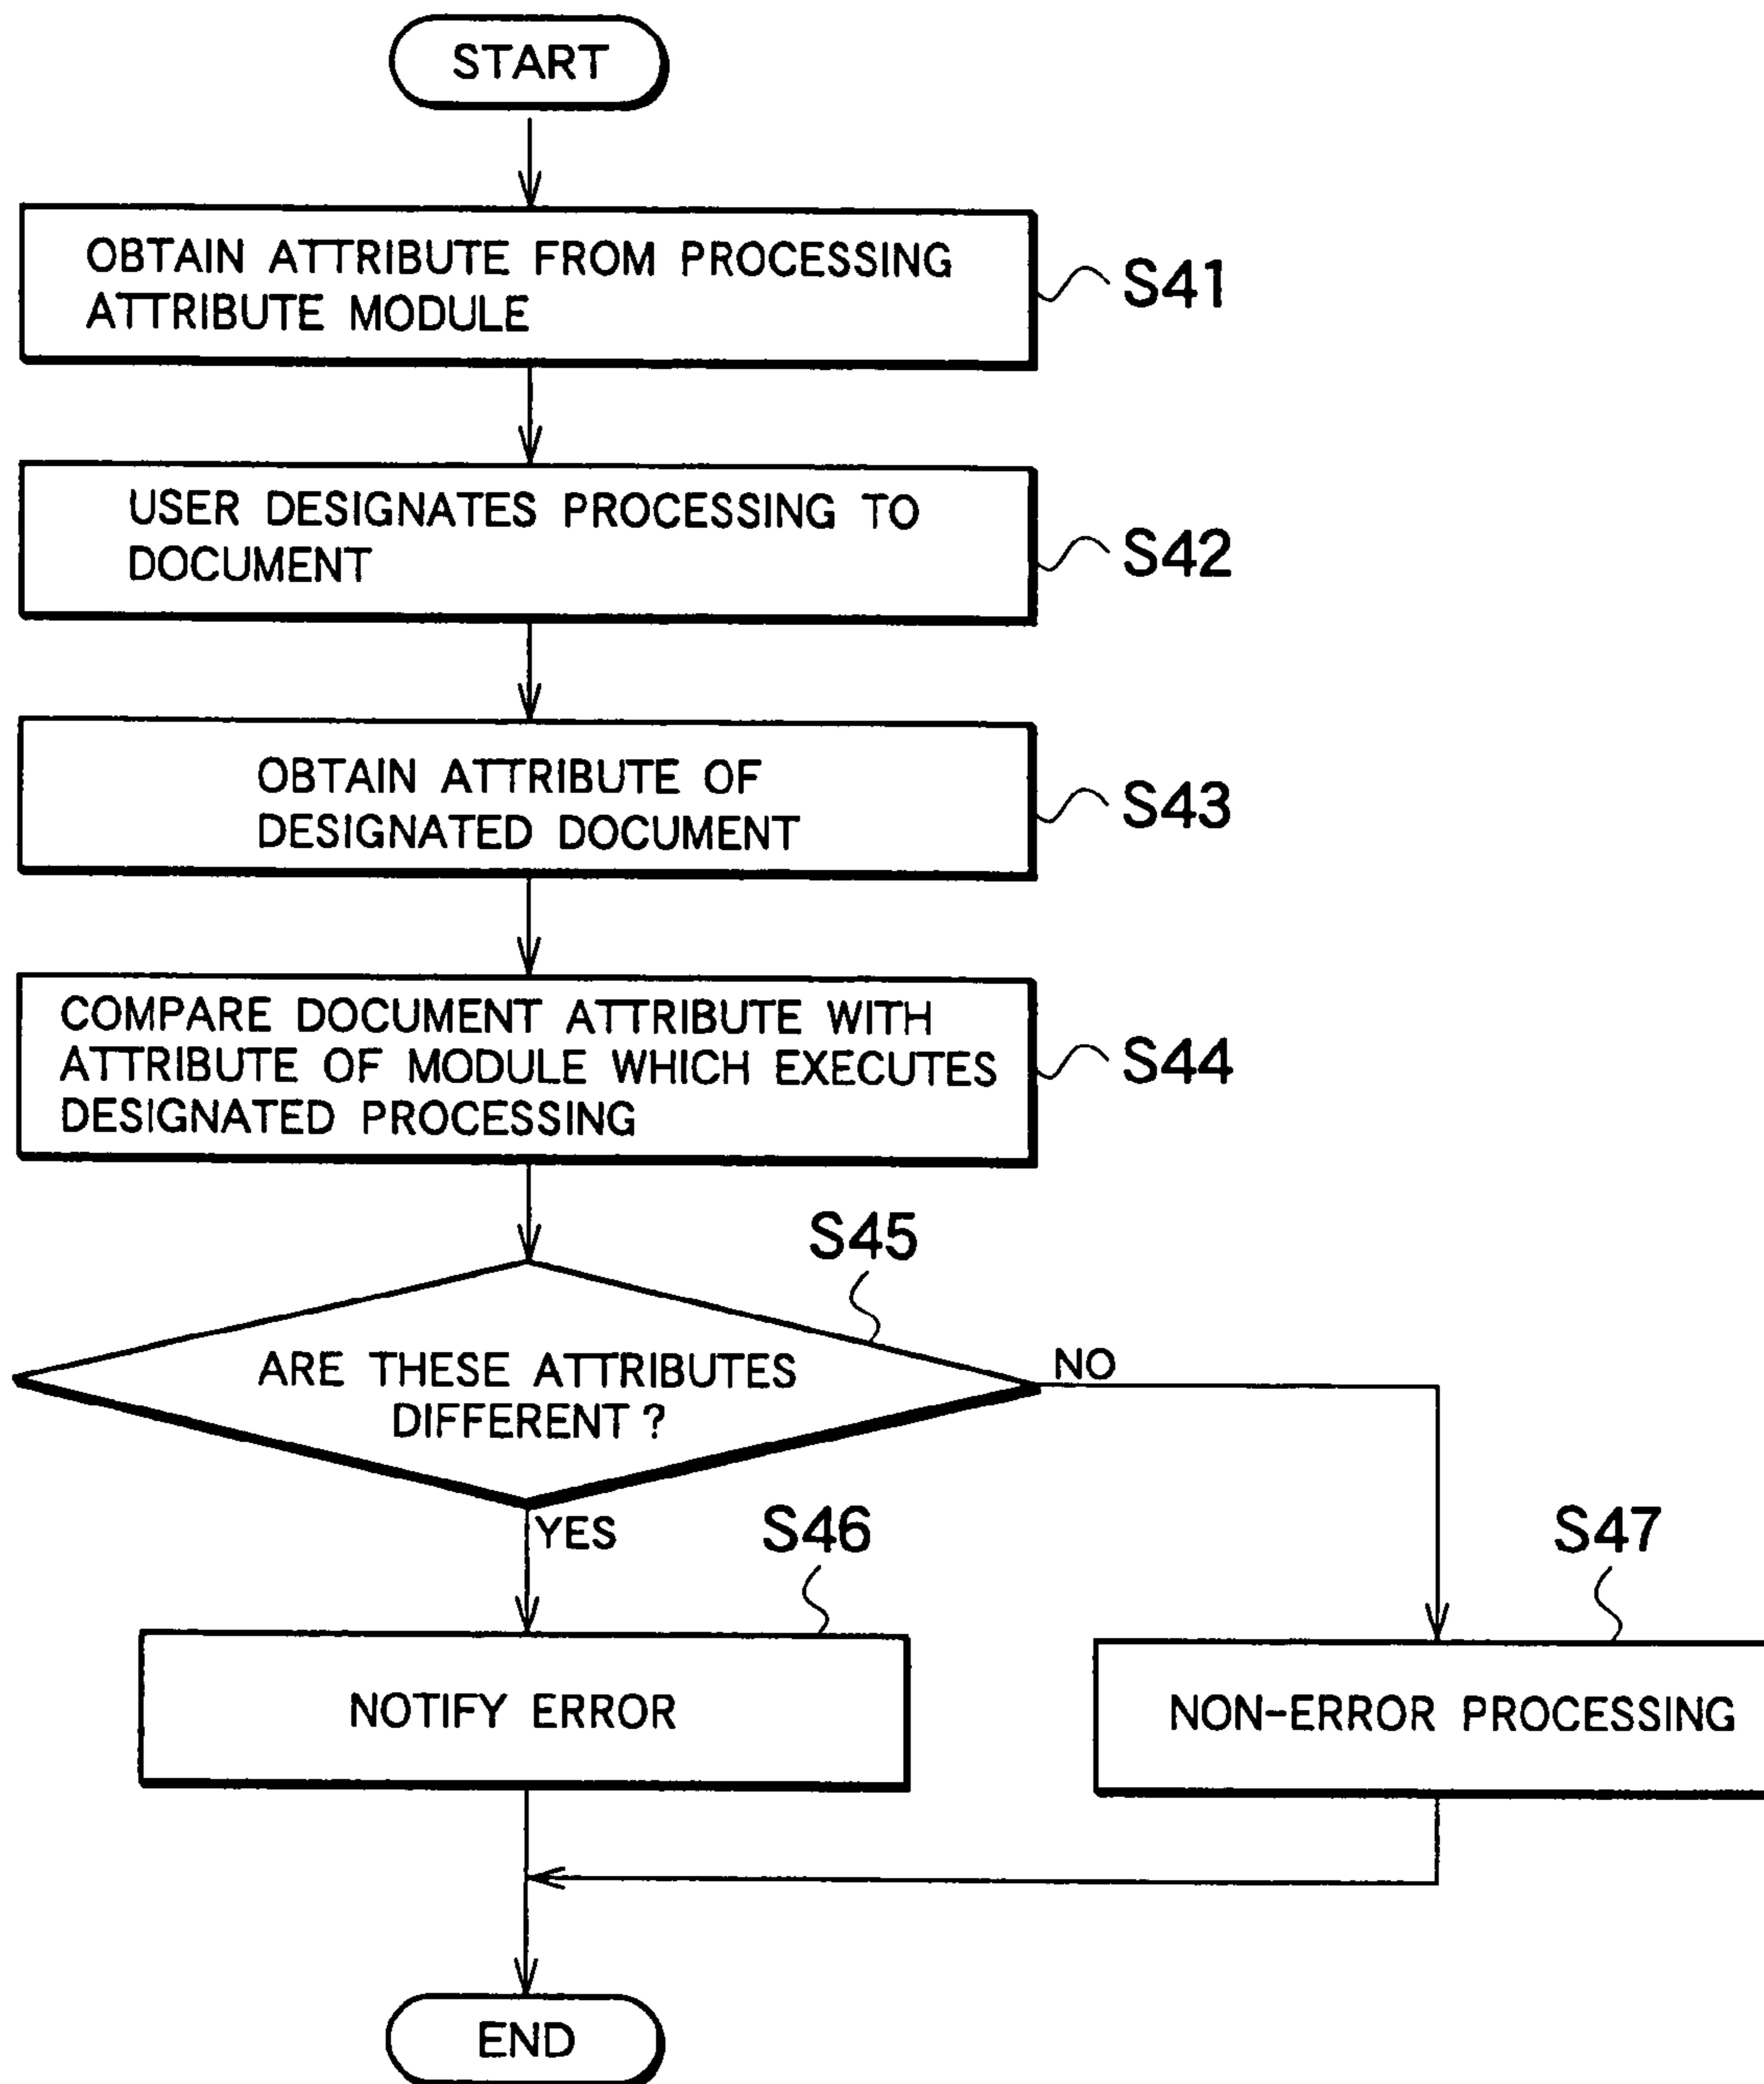 START
OBTAIN ATTRIBUTE FROM PROCESSING
ATTRIBUTE MODULE
S41
USER DESIGNATES PROCESSING TO
DOCUMENT
S42
OBTAIN ATTRIBUTE OF
DESIGNATED DOCUMENT
S43
COMPARE DOCUMENT ATTRIBUTE WITH
ATTRIBUTE OF MODULE WHICH EXECUTES
DESIGNATED PROCESSING
S44
S45
ARE THESE ATTRIBUTES
DIFFERENT ?
NO
YES
S46
S47
NOTIFY ERROR
NON-ERROR PROCESSING
END